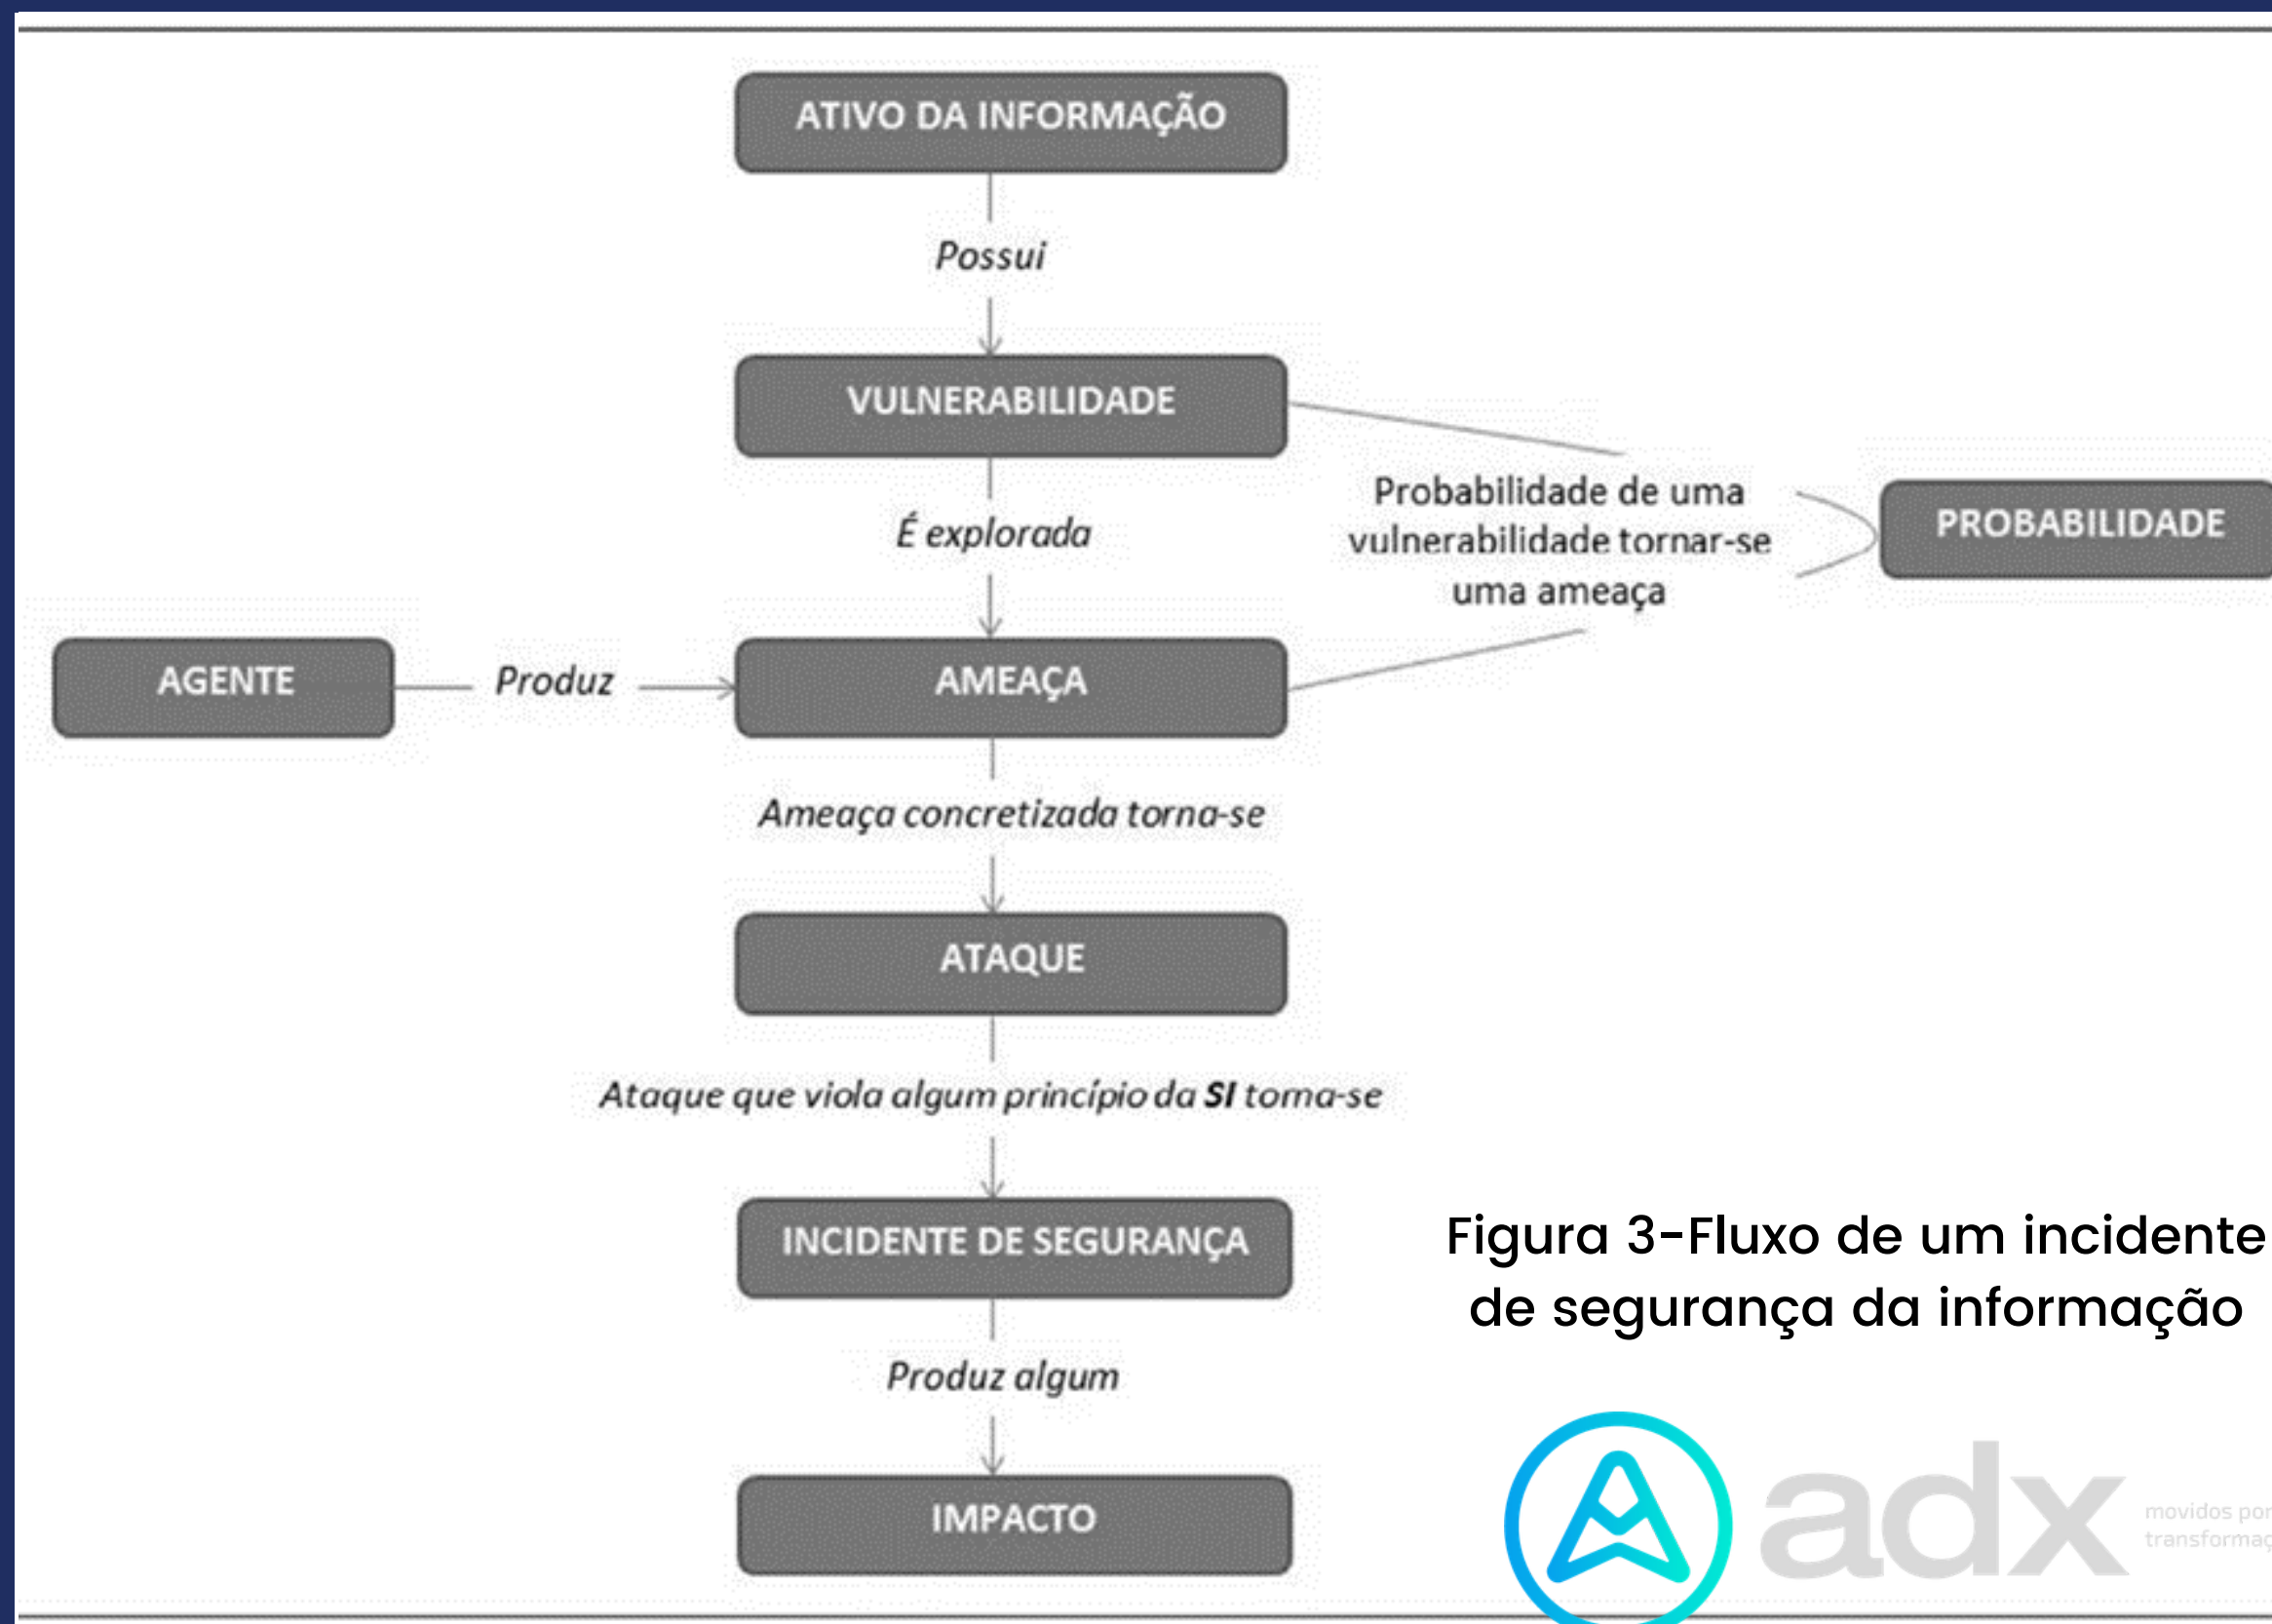 ATIVO DA INFORMAÇÃO
Possui
VULNERABILIDADE
É explorada
Probabilidade de uma
vulnerabilidade tornar-se
uma ameaça
PROBABILIDADE
AGENTE
Produz
AMEAÇA
Ameaça concretizada torna-se
ATAQUE
Ataque que viola algum princípio da SI torna-se
INCIDENTE DE SEGURANÇA
Produz algum
IMPACTO
Figura 3-Fluxo de um incidente
de segurança da informação
adx
movidos por
transformaç